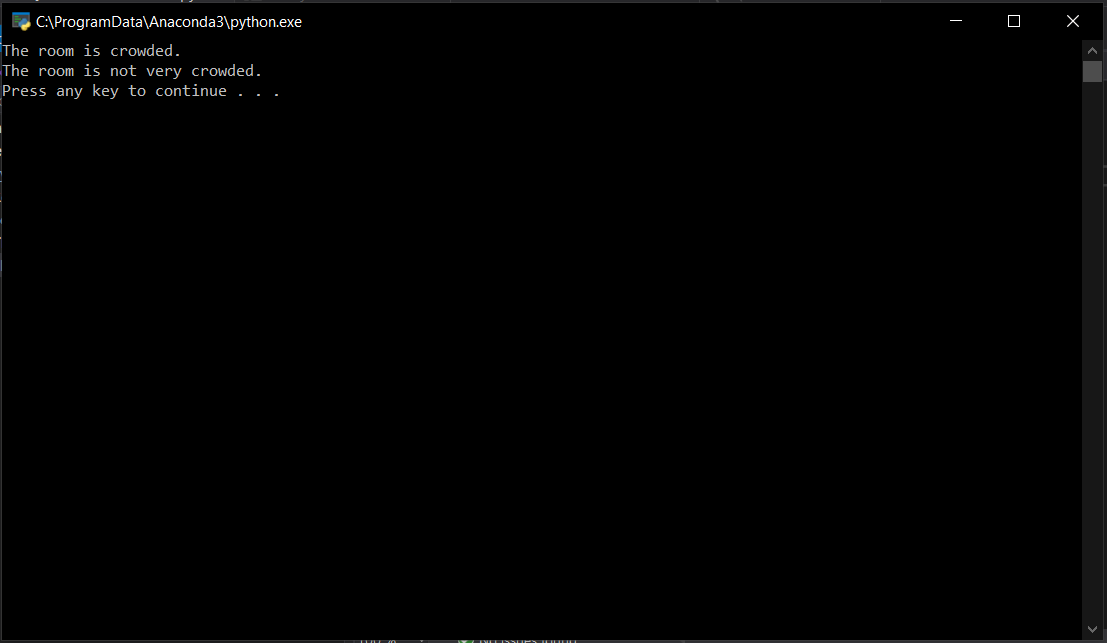 C:\ProgramData\Anaconda3\python.exe
The room is crowded.
The room is not very crowded.
Press any key to continue . . .